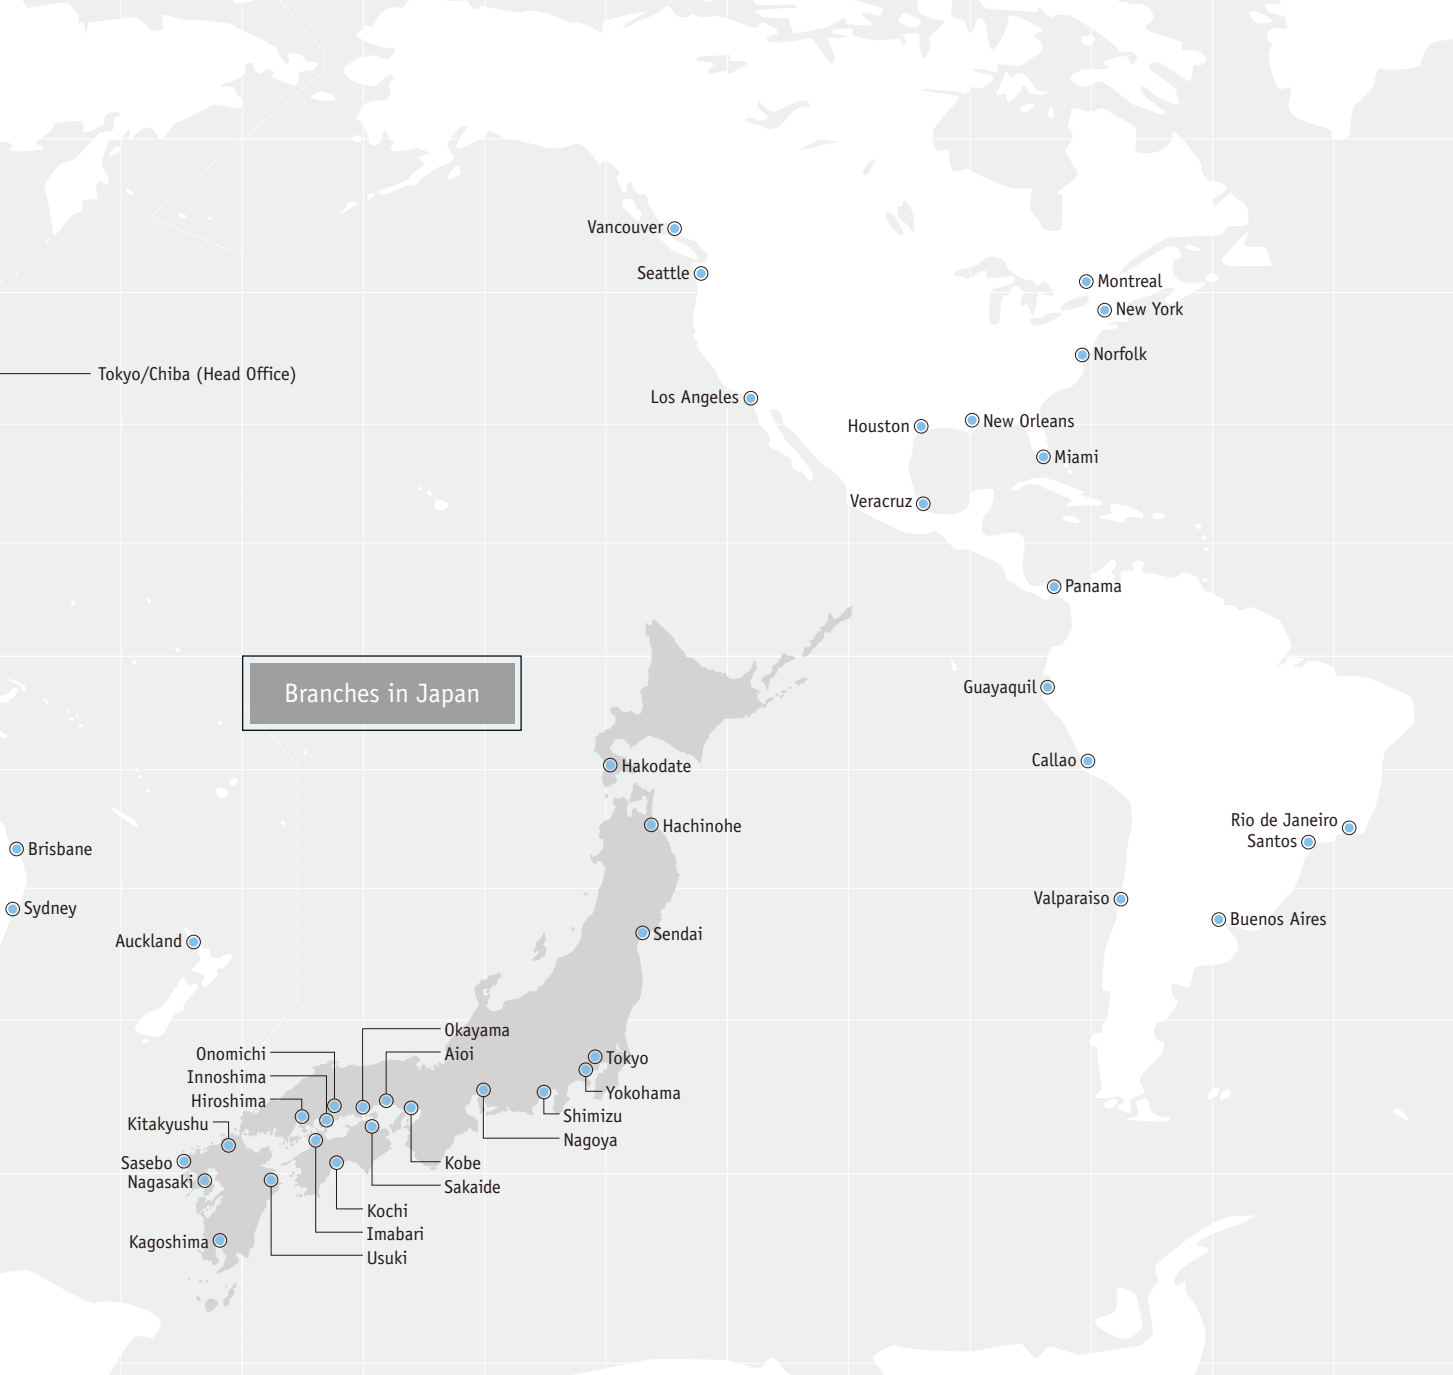 Vancouver
Seattle
Montreal
New York
Norfolk
Tokyo/Chiba (Head Office)
Los Angeles
Houston
New Orleans
Miami
Veracruz
Panama
Branches in Japan
Guayaquil
Callao
Hakodate
Hachinohe
Rio de Janeiro
Santos
Brisbane
Valparaiso
Sydney
Buenos Aires
Sendai
Auckland
Okayama
Onomichi
Aioi
Tokyo
Innoshima
Yokohama
Hiroshima
Shimizu
Kitakyushu
Nagoya
Sasebo
Kobe
Nagasaki
Sakaide
Kochi
Imabari
Kagoshima
Usuki